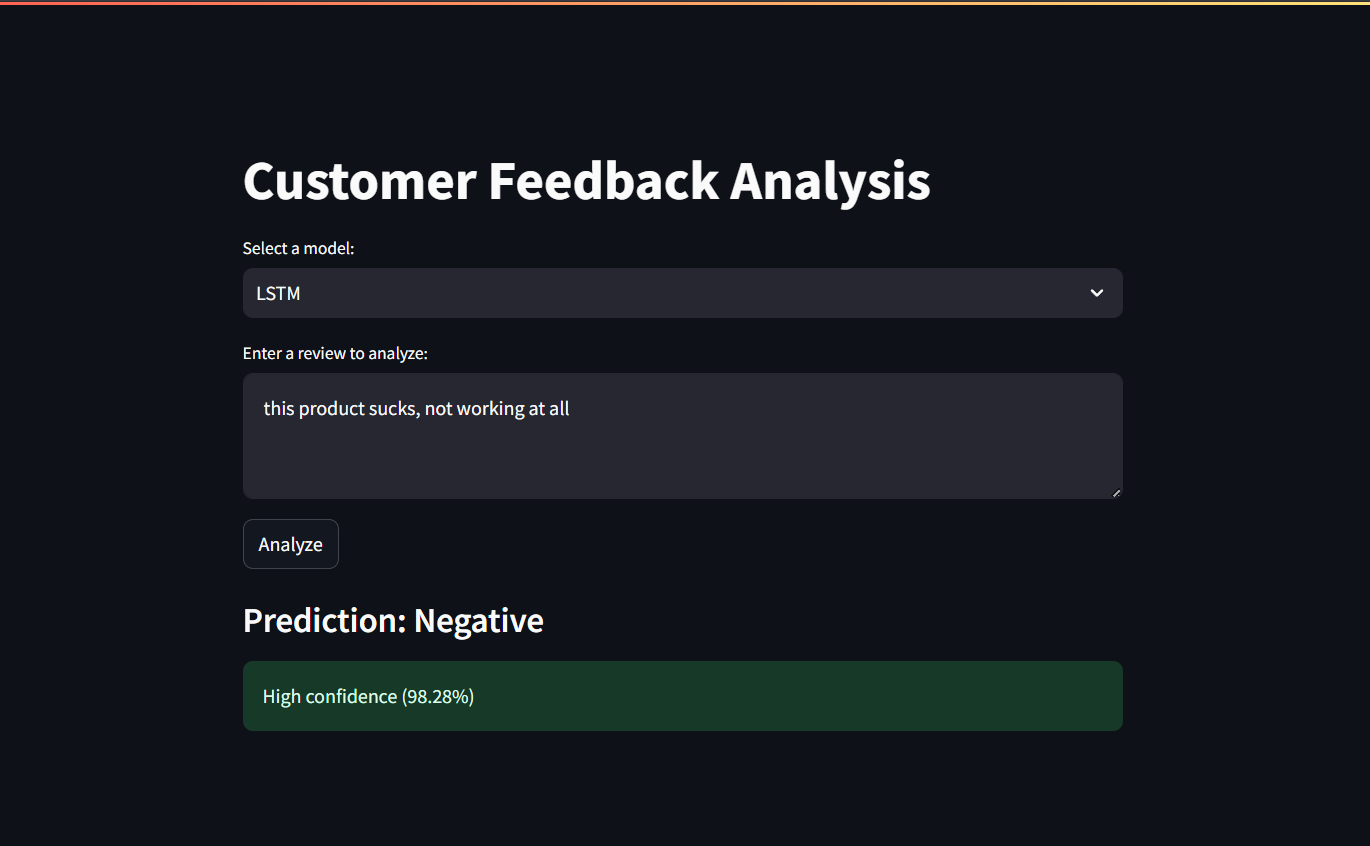 Customer Feedback Analysis
Select a model:
LSTM
Enter a review to analyze:
this product sucks, not working at all
Analyze
Prediction: Negative
High confidence (98.28%)